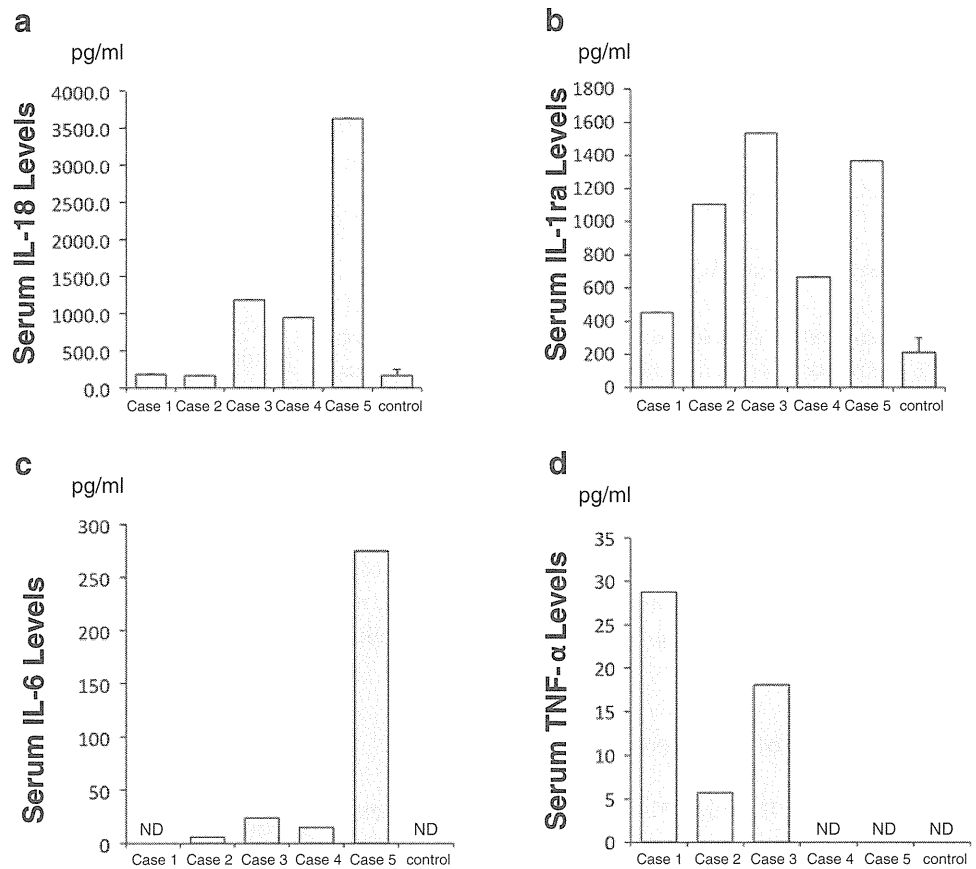 a
pg/ml
Serum IL-18 Levels
4000.0
3500.0
3000.0
2500.0
2000.0
1500.0
1000.0
500.0
0.0
Case 1 Case 2 Case 3 Case 4 Case 5 control
b
pg/ml
Serum IL-1ra Levels
1800
1600
1400
1200
1000
800
600
400
200
0
Case 1 Case 2 Case 3 Case 4 Case 5 control
c
pg/ml
Serum IL-6 Levels
300
250
200
150
100
50
0
ND ND
Case 1 Case 2 Case 3 Case 4 Case 5 control
d
pg/ml
Serum TNF-α Levels
35
30
25
20
15
10
5
0
ND ND ND
Case 1 Case 2 Case 3 Case 4 Case 5 control